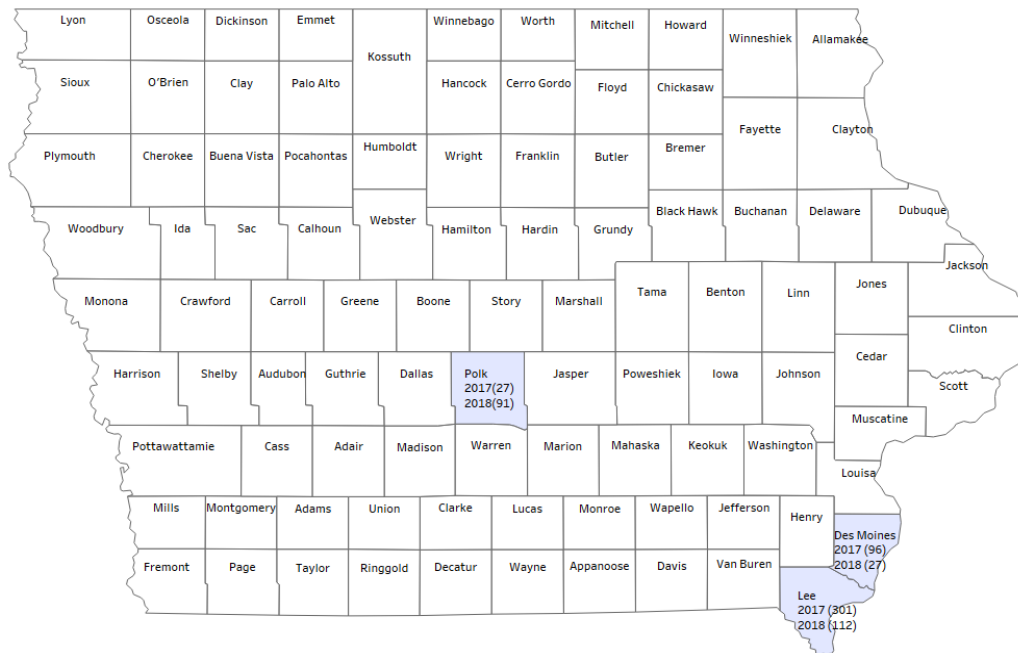 Lyon
Osceola
Dickinson
Emmet
Kossuth
Winnebago
Worth
Mitchell
Howard
Winneshiek
Allamakee
Sioux
O'Brien
Clay
Palo Alto
Hancock
Cerro Gordo
Floyd
Chickasaw
Fayette
Clayton
Plymouth
Cherokee
Buena Vista
Pocahontas
Humboldt
Wright
Franklin
Butler
Bremer
Woodbury
Ida
Sac
Calhoun
Webster
Hamilton
Hardin
Grundy
Black Hawk
Buchanan
Delaware
Dubuque
Jackson
Monona
Crawford
Carroll
Greene
Boone
Story
Marshall
Tama
Benton
Linn
Jones
Clinton
Harrison
Shelby
Audubon
Guthrie
Dallas
Polk
2017(27)
2018(91)
Jasper
Poweshiek
Iowa
Johnson
Cedar
Scott
Muscatine
Pottawattamie
Cass
Adair
Madison
Warren
Marion
Mahaska
Keokuk
Washington
Louisa
Mills
Montgomery
Adams
Union
Clarke
Lucas
Monroe
Wapello
Jefferson
Henry
Des Moines
2017 (96)
2018 (27)
Fremont
Page
Taylor
Ringgold
Decatur
Wayne
Appanoose
Davis
Van Buren
Lee
2017 (301)
2018 (112)